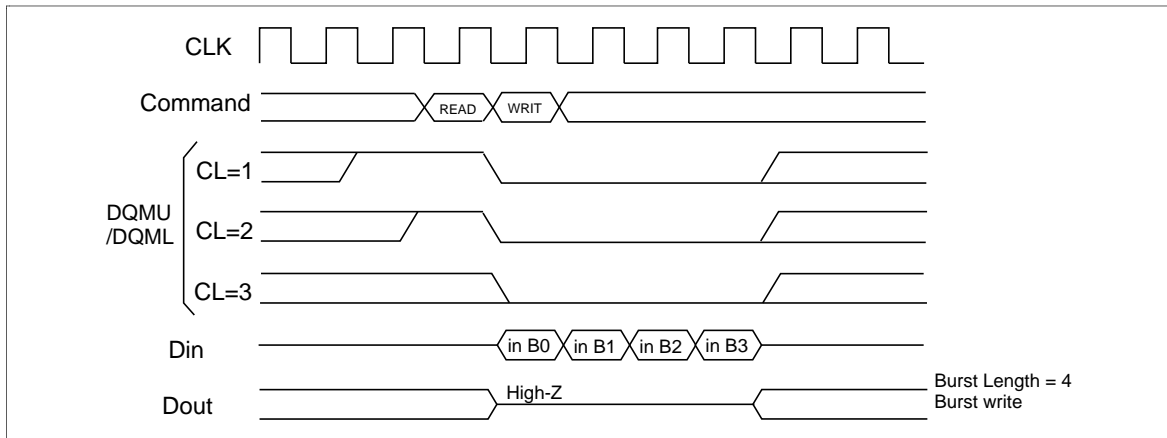 CLK
Command
READ
WRIT
DQMU
/DQML
CL=1
CL=2
CL=3
Din
in B0
in B1
in B2
in B3
Dout
High-Z
Burst Length = 4
Burst write